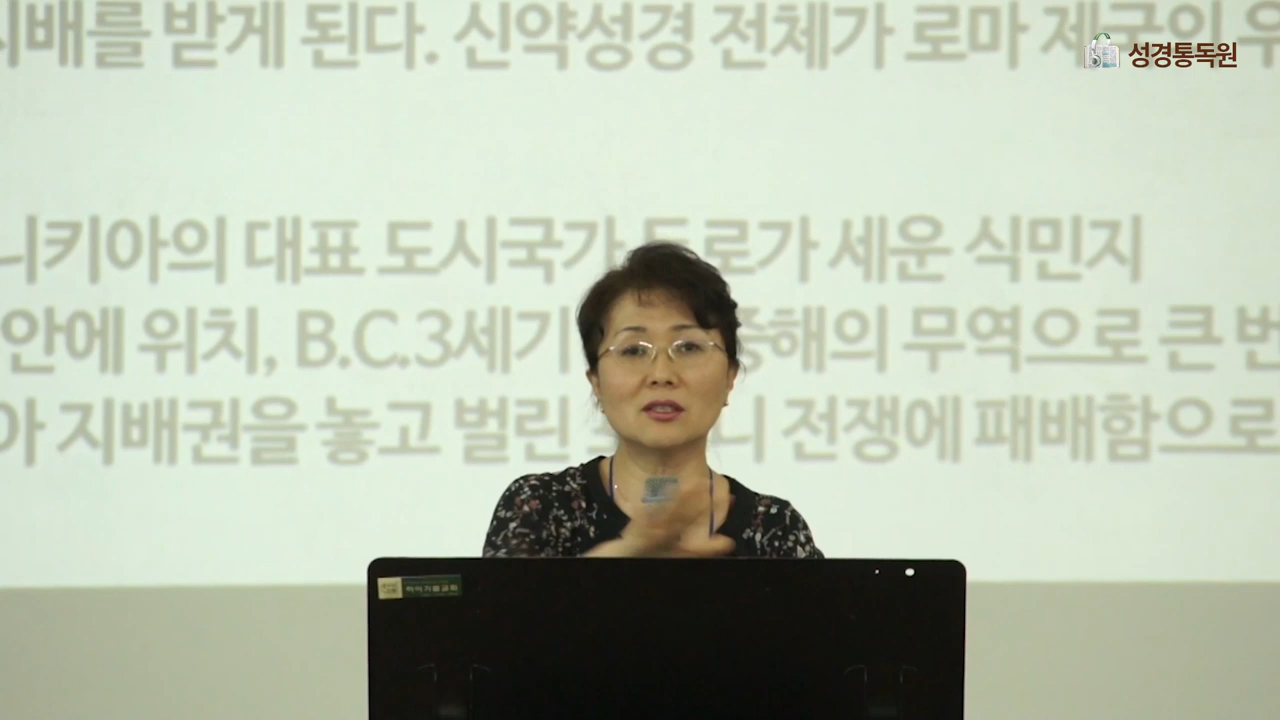 지배를 받게 된다. 신약성경 전체가 로마 제국의
성경통독원
니키아의 대표 도시국가 두로가 세운 식민지
안에 위치, B.C.3세기 중해의 무역으로 큰
지배권을 놓고 벌린 전쟁에 패배함으로